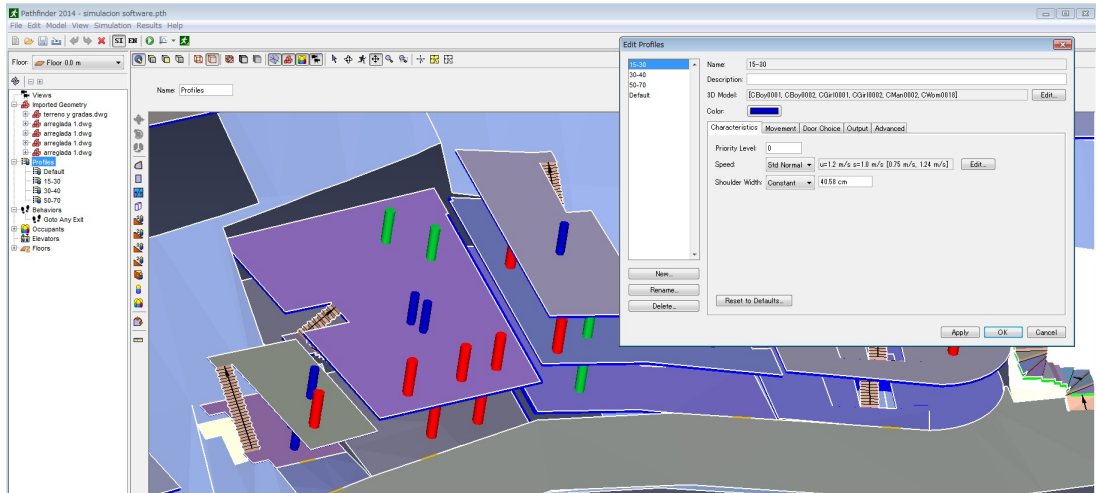 Pathfinder 2014 - simulacion software.pth
File Edit Model View Simulation Results Help
SI EN
Floor: Floor 0.0 m
Views
Imported Geometry
terreno y gradas.dwg
arreglada 1.dwg
arreglada 1.dwg
arreglada 1.dwg
arreglada 1.dwg
Profiles
Default
15-30
30-40
50-70
Behaviors
Goto Any Exit
Occupants
Elevators
Floors
Name: Profiles
Edit Profiles
15-30
30-40
50-70
Default
New...
Rename...
Delete...
Name: 15-30
Description:
3D Model: [CBoy0001, CBoy0002, CGirl0001, CGirl0002, CMan0002, CWom0018] Edit...
Color:
Characteristics Movement Door Choice Output Advanced
Priority Level: 0
Speed: Std Normal u=1.2 m/s s=1.0 m/s [0.75 m/s, 1.24 m/s] Edit...
Shoulder Width: Constant 40.58 cm
Reset to Defaults...
Apply OK Cancel